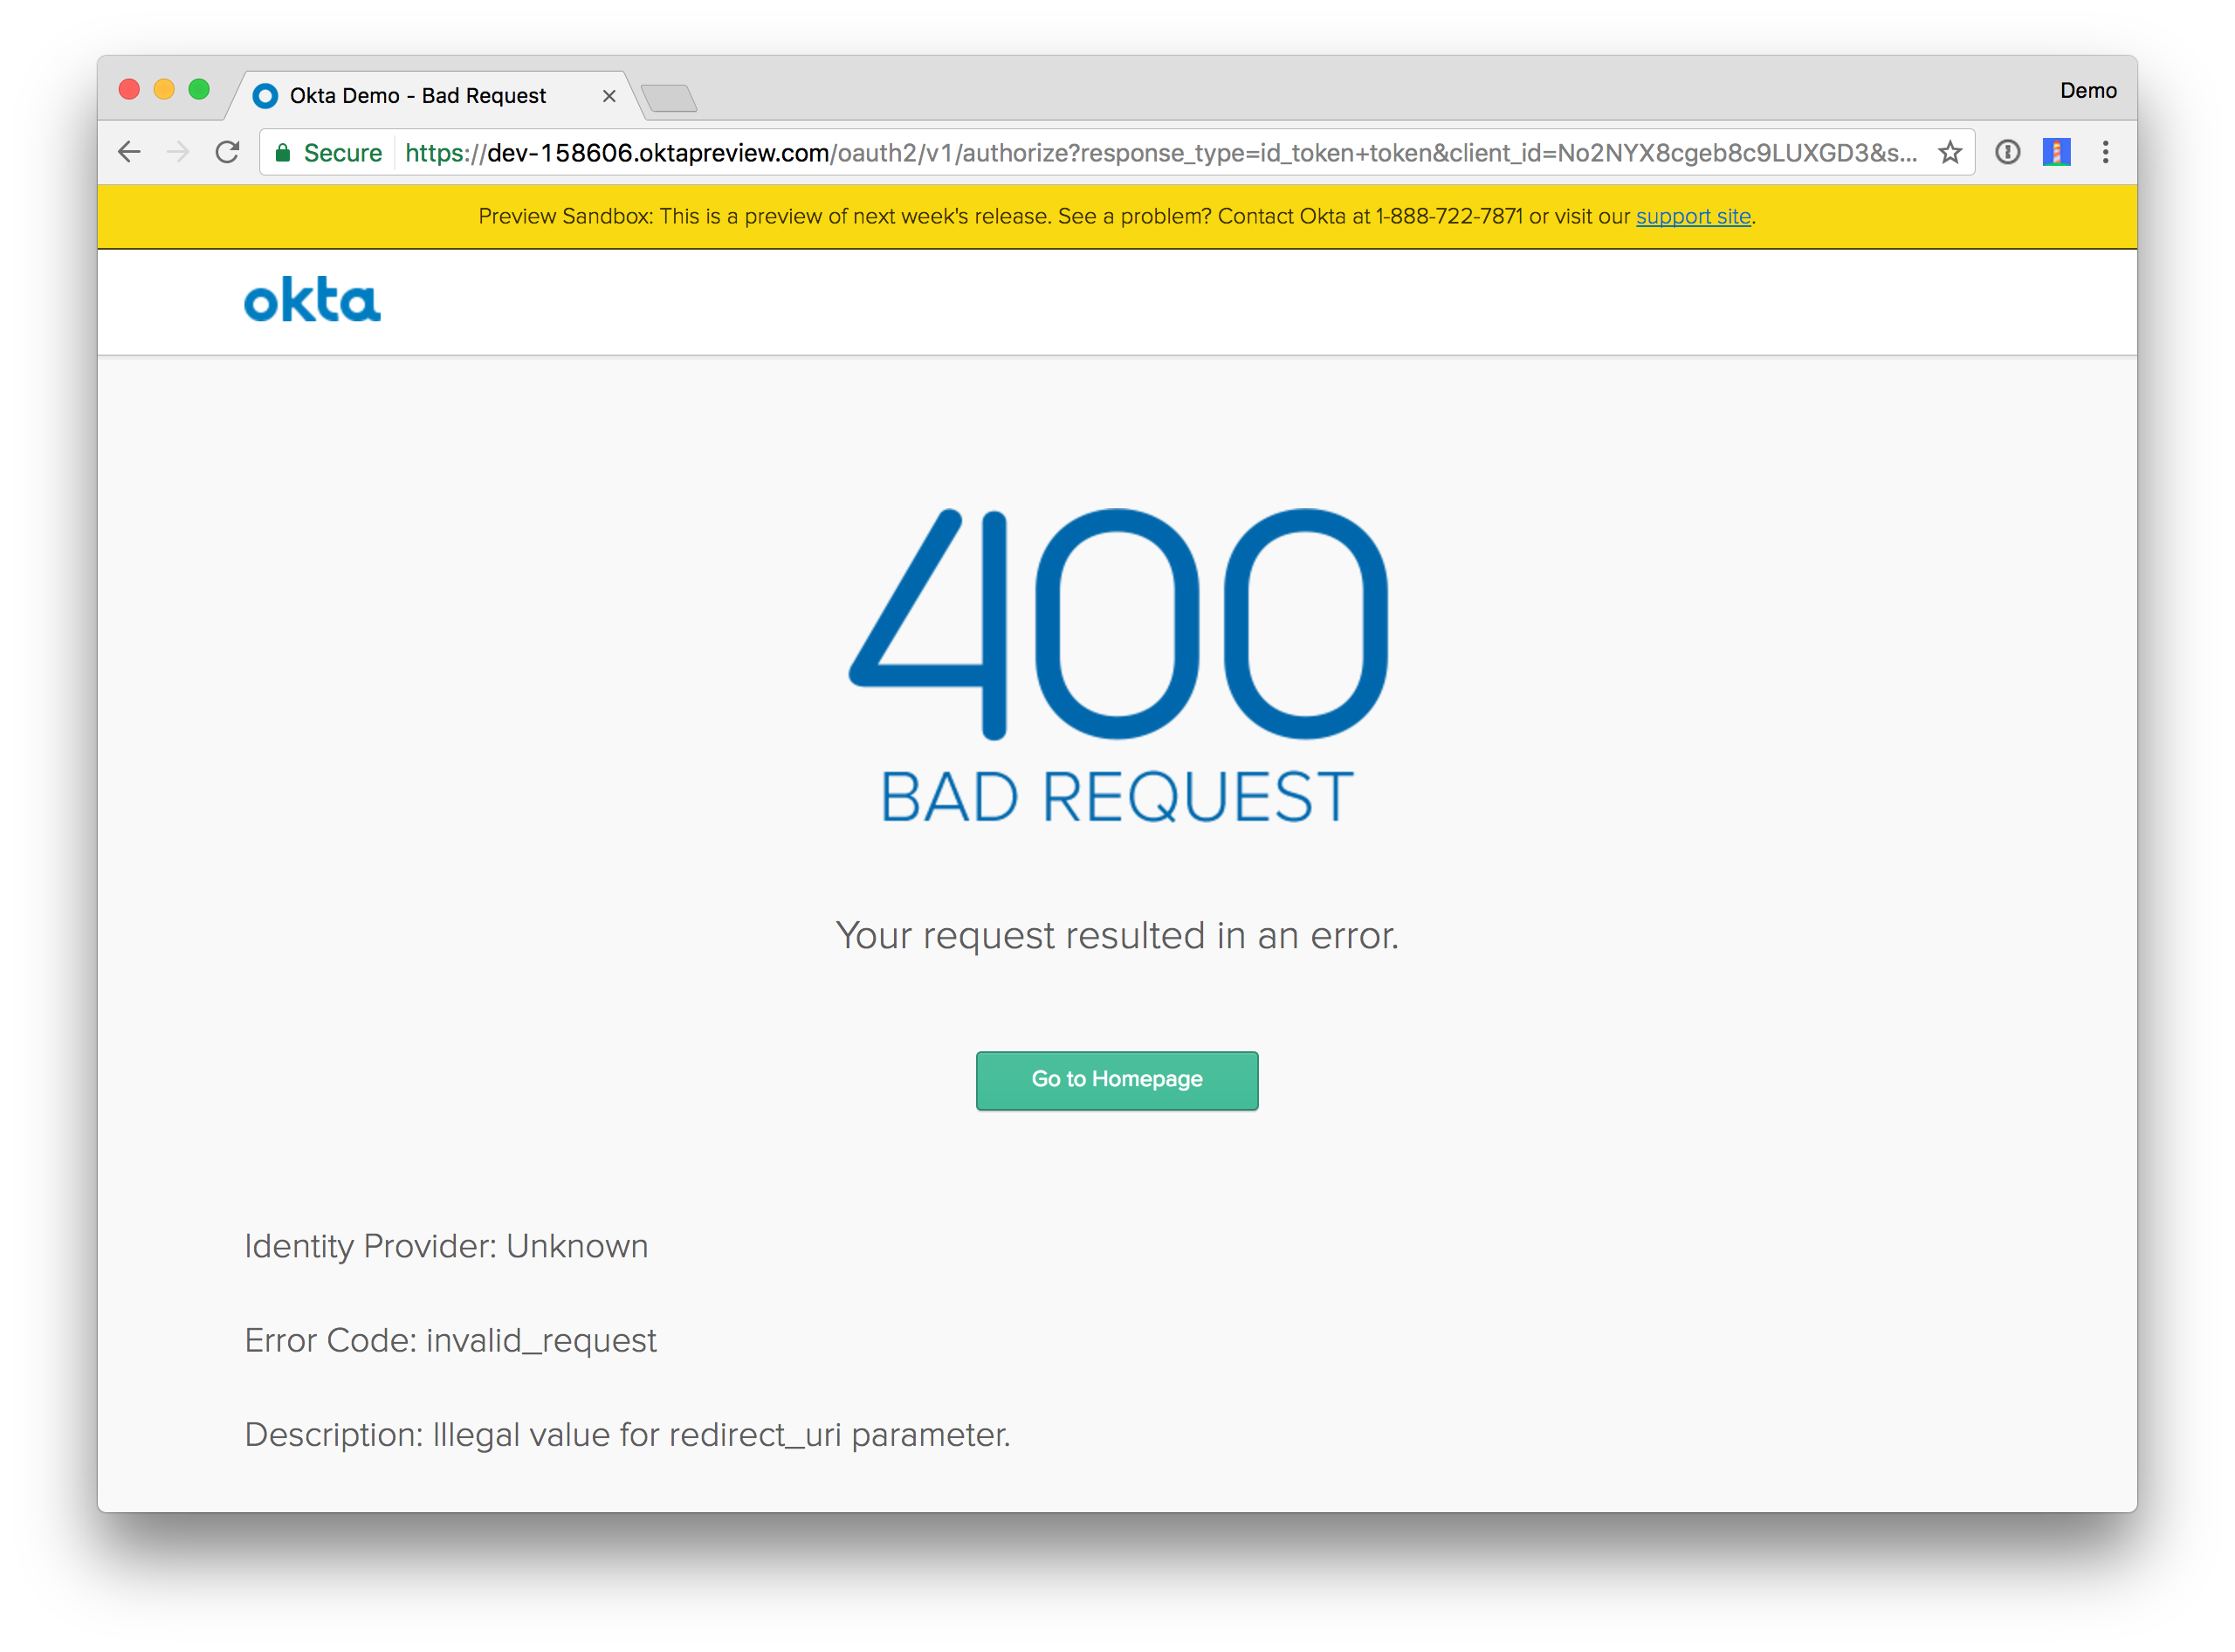 Okta Demo - Bad Request
Demo
Secure https://dev-158606.oktapreview.com/oauth2/v1/authorize?response_type=id_token+token&client_id=No2NYX8cgeb8c9LUXGD3&s...
Preview Sandbox: This is a preview of next week's release. See a problem? Contact Okta at 1-888-722-7871 or visit our support site.
okta
400
BAD REQUEST
Your request resulted in an error.
Go to Homepage
Identity Provider: Unknown
Error Code: invalid_request
Description: Illegal value for redirect_uri parameter.